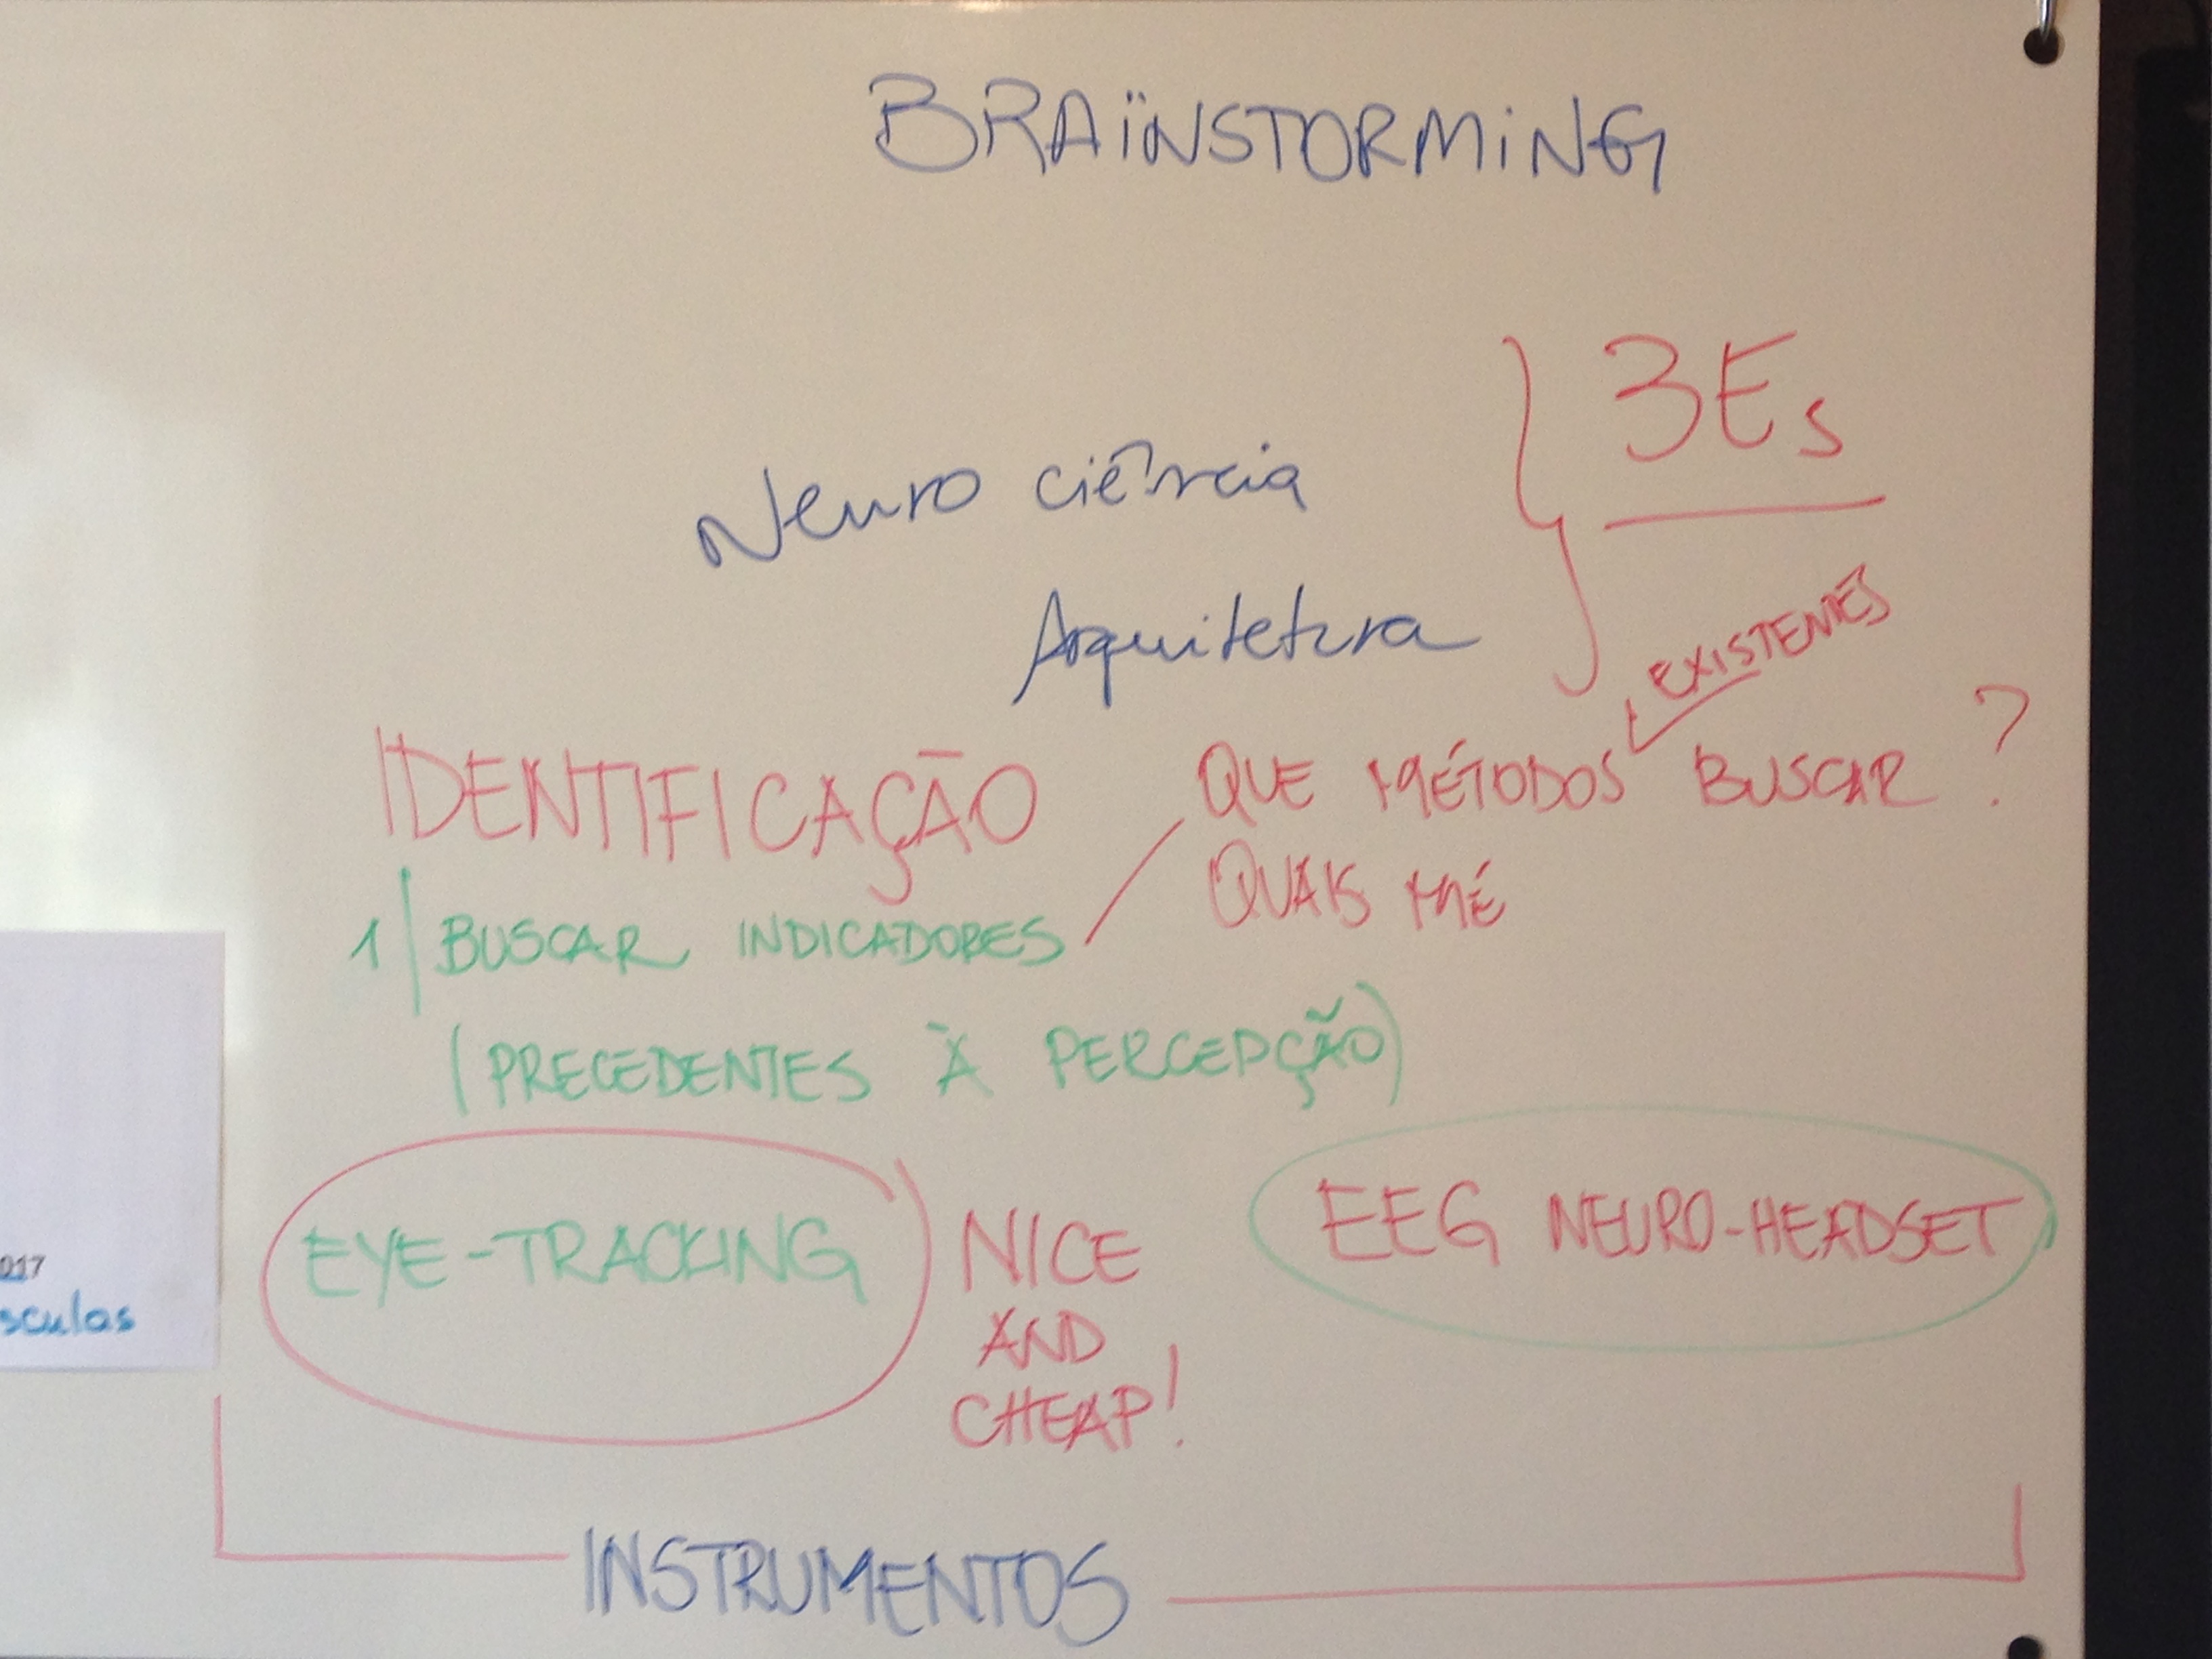 BRAÏNSTORMING
3Es
Neuro ciência
Arquitetura
EXISTENTES
IDENTIFICAÇÃO
QUE MÉTODOS BUSCAR ?
QUAIS MÉ
1 BUSCAR INDICADORES
(PRECEDENTES À PERCEPÇÃO)
EYE-TRACKING
NICE
AND
CHEAP!
EEG NEURO-HEADSET
017
sculas
INSTRUMENTOS